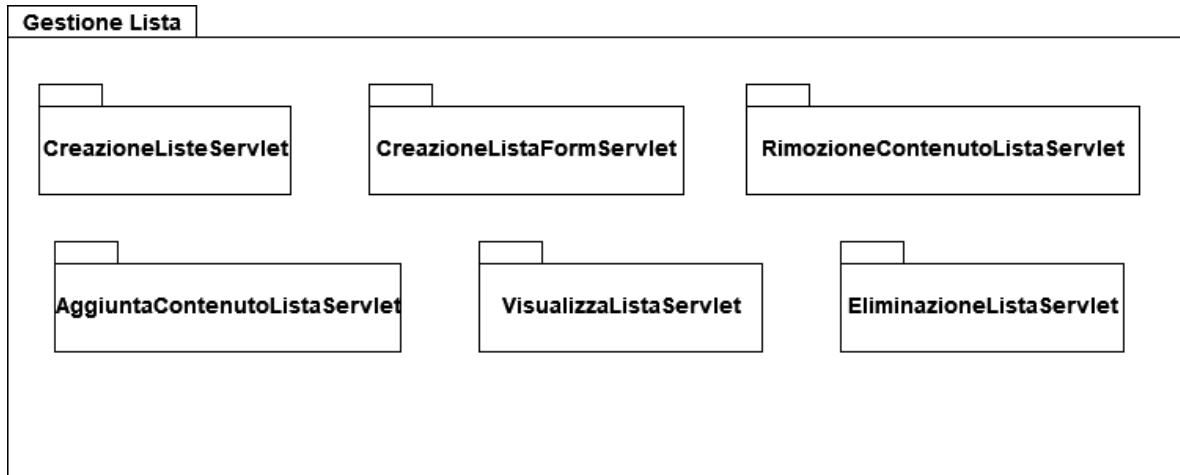 Gestione Lista
CreazioneListeServlet
CreazioneListaFormServlet
RimozioneContenutoListaServlet
AggiuntaContenutoListaServlet
VisualizzaListaServlet
EliminazioneListaServlet